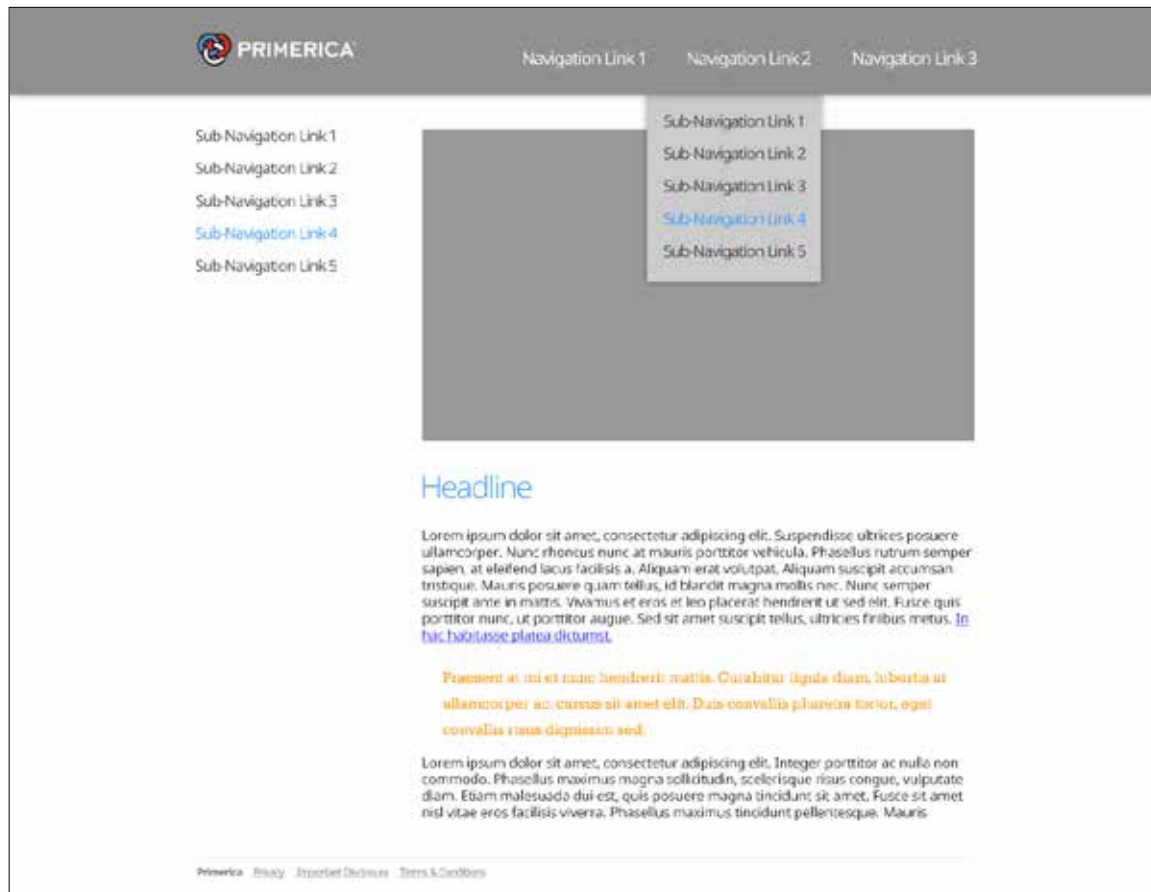 PRIMERICA
Navigation Link 1
Navigation Link 2
Navigation Link 3
Sub-Navigation Link 1
Sub-Navigation Link 2
Sub-Navigation Link 3
Sub-Navigation Link 4
Sub-Navigation Link 5
Sub-Navigation Link 1
Sub-Navigation Link 2
Sub-Navigation Link 3
Sub-Navigation Link 4
Sub-Navigation Link 5
Headline
Lorem ipsum dolor sit amet, consectetur adipiscing elit. Suspendisse ultrices posuere
ullamcorper. Nunc rhoncus nunc at mauris porttitor vehicula. Phasellus rutrum semper
sapien, at eleifend lacus facilisis a. Aliquam erat volutpat. Aliquam suscipit accumsan
tristique. Mauris posuere quam tellus, id blandit magna mollis nec. Nunc semper
suscipit ante in mattis. Vivamus et eros et leo placerat hendrerit ut sed elit. Fusce quis
porttitor nunc, ut porttitor augue. Sed sit amet suscipit tellus, ultricies finibus metus. In
hac habitasse platea dictumst.
Praesent at mi et nunc hendrerit mattis. Curabitur ligula diam, lobortis ut
ullamcorper ac, cursus sit amet elit. Duis convallis pharetra tortor, eget
convallis risus dignissim sed.
Lorem ipsum dolor sit amet, consectetur adipiscing elit. Integer porttitor ac nulla non
commodo. Phasellus maximus magna sollicitudin, scelerisque risus congue, vulputate
diam. Etiam malesuada dui est, quis posuere magna tincidunt sit amet. Fusce sit amet
nisl vitae eros facilisis viverra. Phasellus maximus tincidunt pellentesque. Mauris
Primerica Privacy Important Disclosure Terms & Conditions